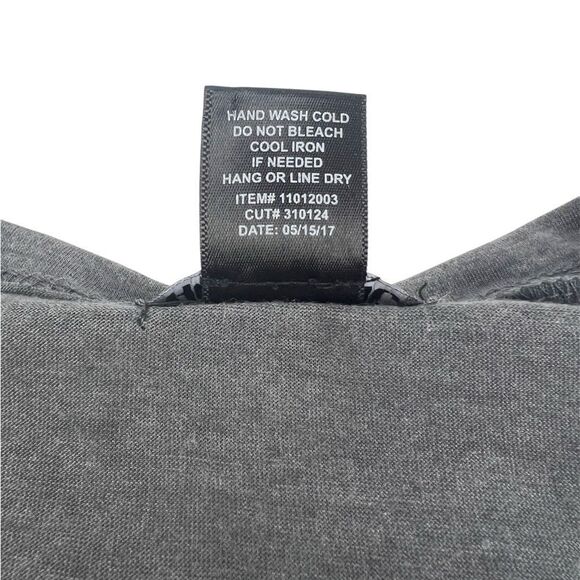 HAND WASH COLD
DO NOT BLEACH
COOL IRON
IF NEEDED
HANG OR LINE DRY
ITEM# 11012003
CUT# 310124
DATE: 05/15/17